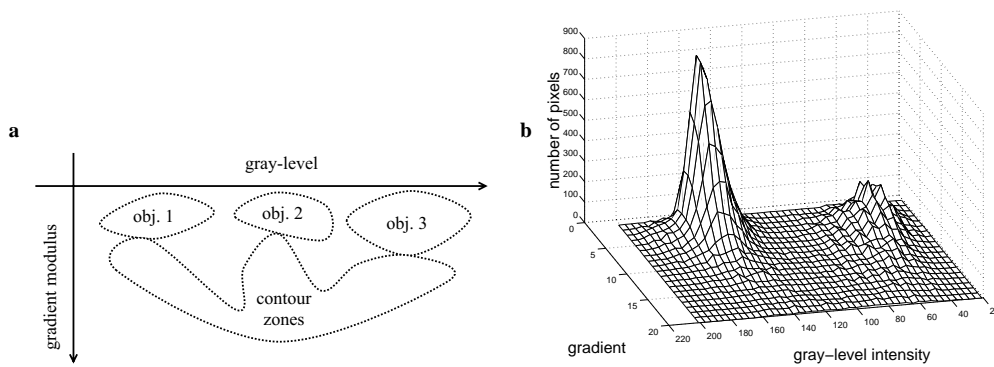 a
gray-level
gradient modulus
obj. 1
obj. 2
obj. 3
contour
zones
b
number of pixels
900
800
700
600
500
400
300
200
100
0
0
5
10
15
20
gradient
220
200
180
160
140
120
100
80
60
40
2
gray−level intensity